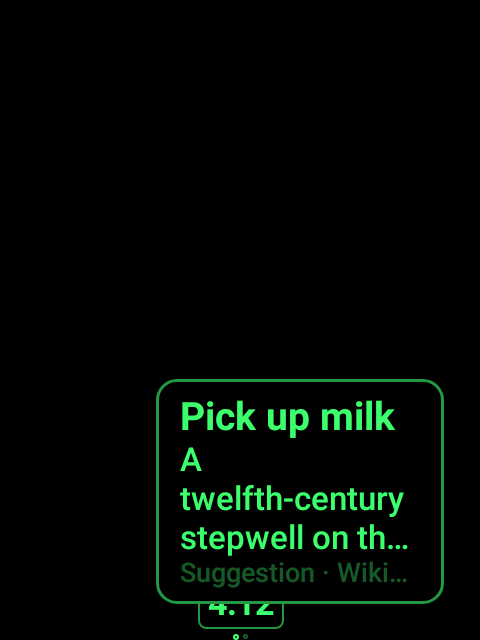 Pick up milk
A
twelfth-century
stepwell on th…
Suggestion · Wiki…
4:12